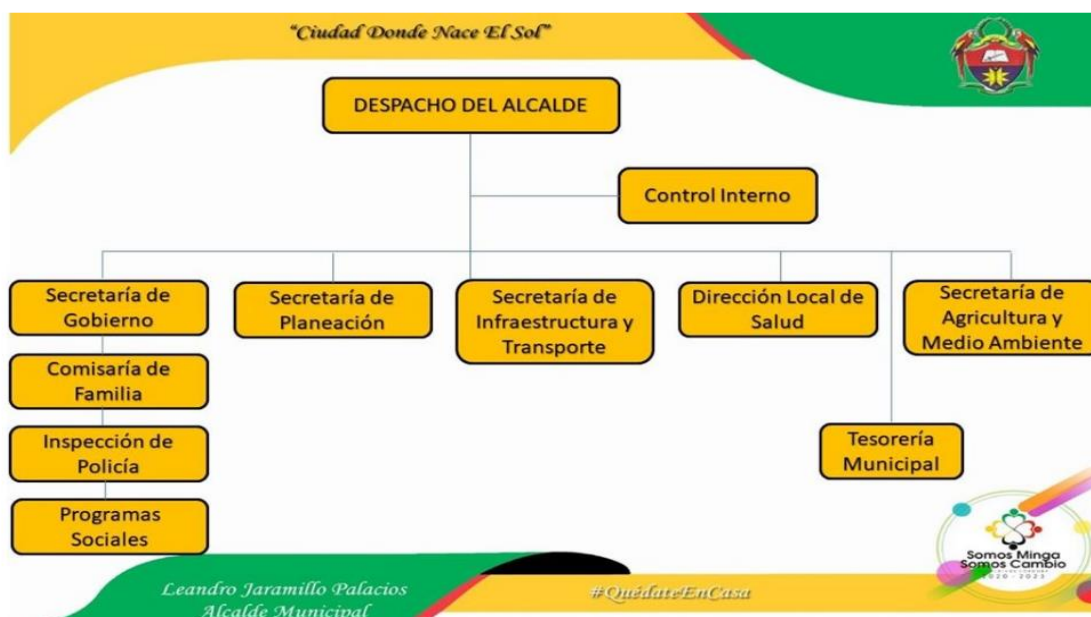 "Ciudad Donde Nace El Sol"
DESPACHO DEL ALCALDE
Control Interno
Secretaría de
Gobierno
Secretaría de
Planeación
Secretaría de
Infraestructura y
Transporte
Dirección Local de
Salud
Secretaría de
Agricultura y
Medio Ambiente
Comisaría de
Familia
Inspección de
Policía
Tesorería
Municipal
Programas
Sociales
Somos Minga
Somos Cambio
2020 - 2023
Leandro Jaramillo Palacios
Alcalde Municipal
#QuédateEnCasa